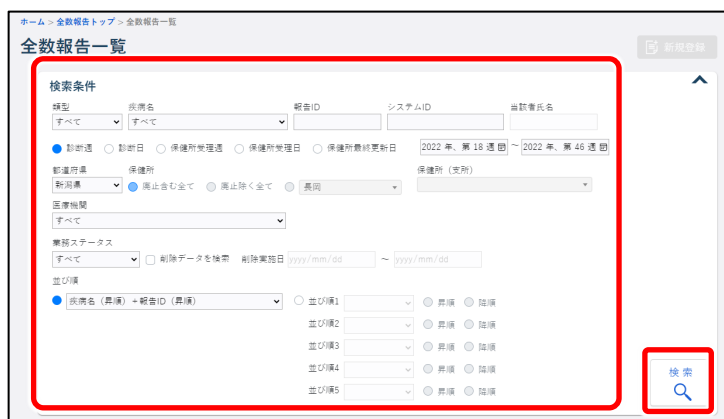 ホーム > 全数報告トップ > 全数報告一覧
全数報告一覧
新規登録
検索条件
類型 疾病名 報告ID システムID 当該者氏名
すべて すべて
診断週 診断日 保健所受理週 保健所受理日 保健所最終更新日 2022 年、第 18 週 ~ 2022 年、第 46 週
都道府県 保健所 保健所（支所）
新潟県 廃止含む全て 廃止除く全て 長岡
医療機関
すべて
業務ステータス
すべて 削除データを検索 削除実施日 yyyy/mm/dd ~ yyyy/mm/dd
並び順
疾病名（昇順）+報告ID（昇順） 並び順1 昇順 降順
並び順2 昇順 降順
並び順3 昇順 降順
並び順4 昇順 降順
並び順5 昇順 降順
検索